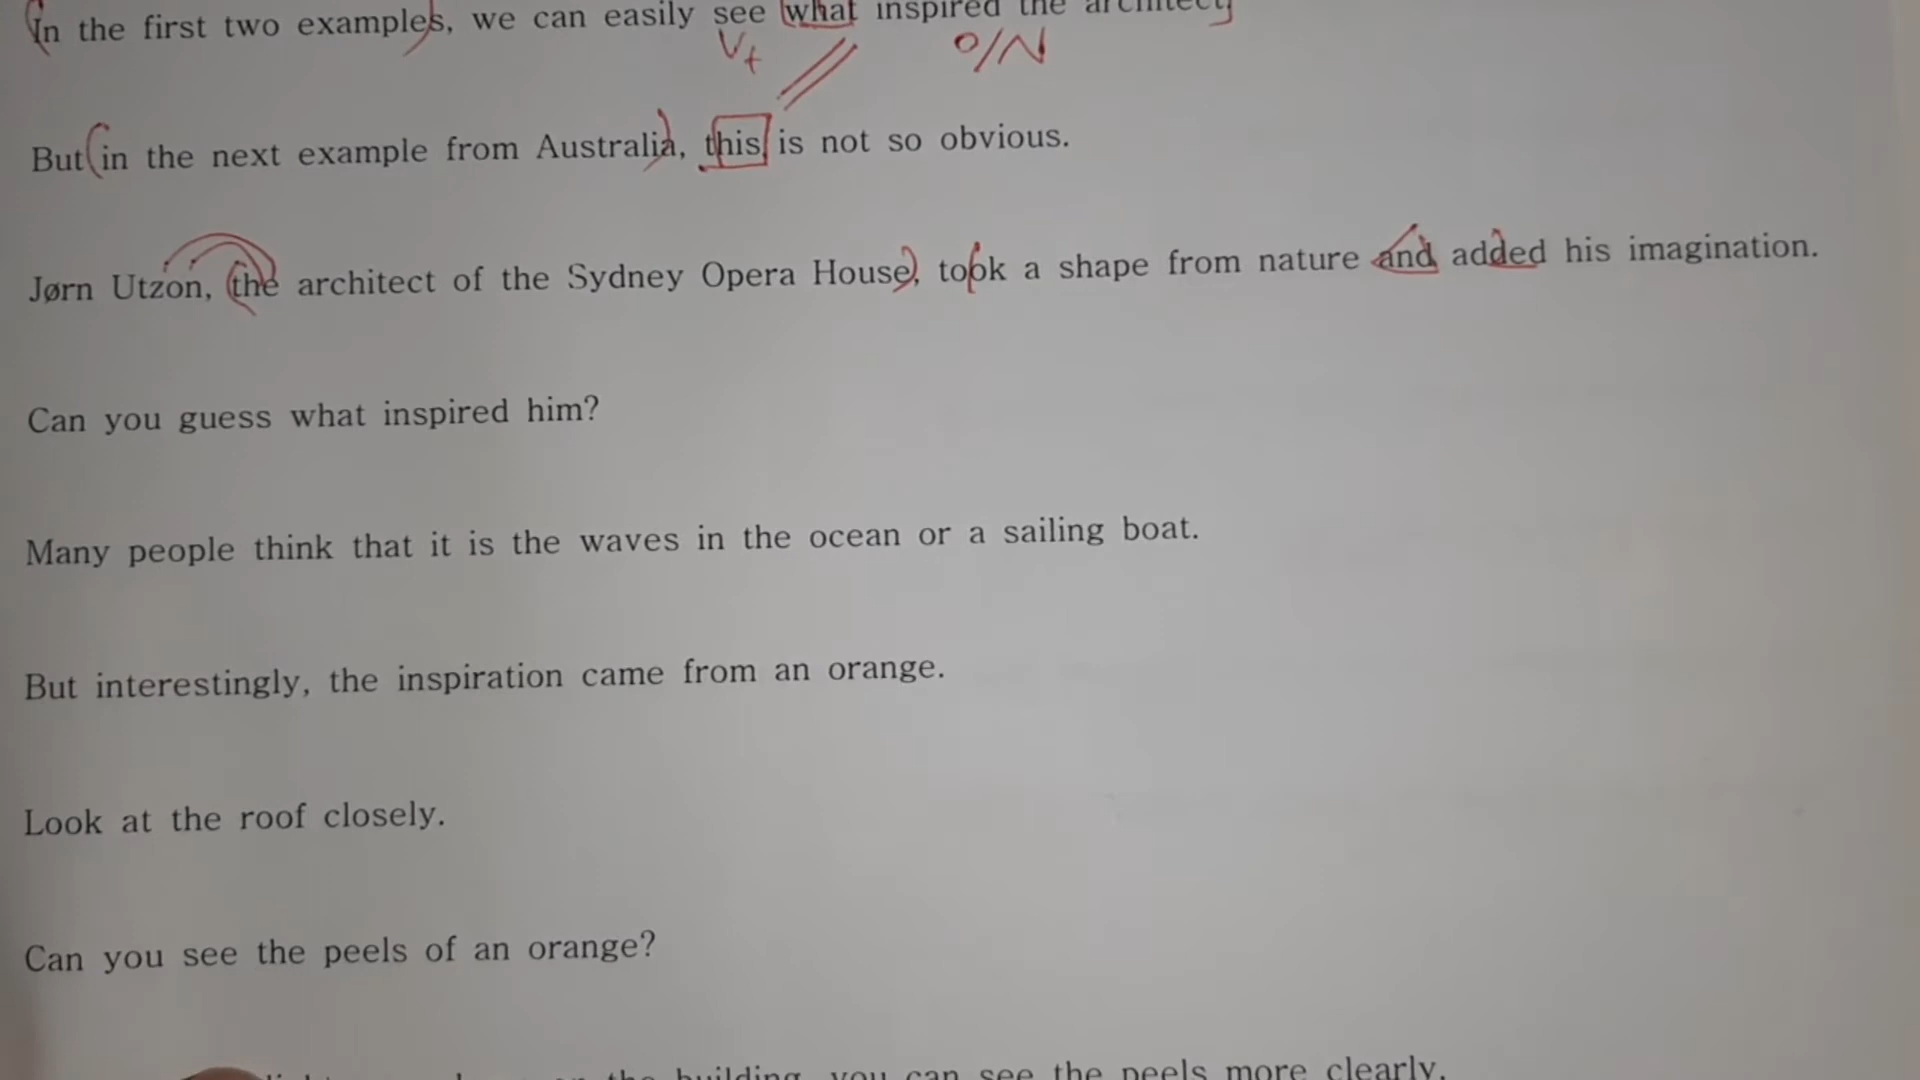 In the first two examples, we can easily see what inspired the architect
Vt
O/N
But in the next example from Australia, this is not so obvious.
Jørn Utzon, the architect of the Sydney Opera House, took a shape from nature and added his imagination.
Can you guess what inspired him?
Many people think that it is the waves in the ocean or a sailing boat.
But interestingly, the inspiration came from an orange.
Look at the roof closely.
Can you see the peels of an orange?
the building, you can see the peels more clearly.